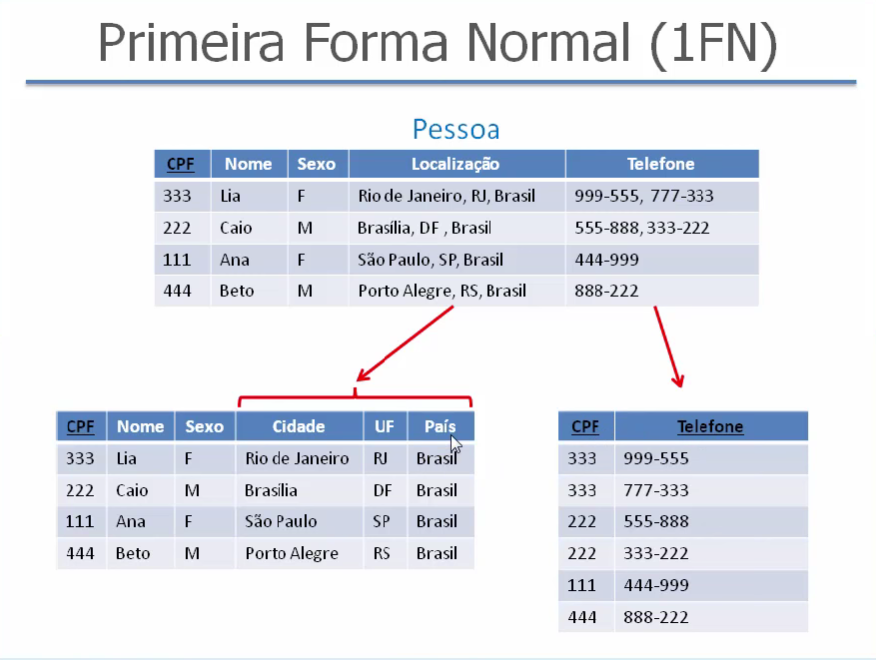 Primeira Forma Normal (1FN)
Pessoa
CPF Nome Sexo Localização Telefone
333 Lia F Rio de Janeiro, RJ, Brasil 999-555, 777-333
222 Caio M Brasília, DF , Brasil 555-888, 333-222
111 Ana F São Paulo, SP, Brasil 444-999
444 Beto M Porto Alegre, RS, Brasil 888-222
CPF Nome Sexo Cidade UF País
333 Lia F Rio de Janeiro RJ Brasil
222 Caio M Brasília DF Brasil
111 Ana F São Paulo SP Brasil
444 Beto M Porto Alegre RS Brasil
CPF Telefone
333 999-555
333 777-333
222 555-888
222 333-222
111 444-999
444 888-222